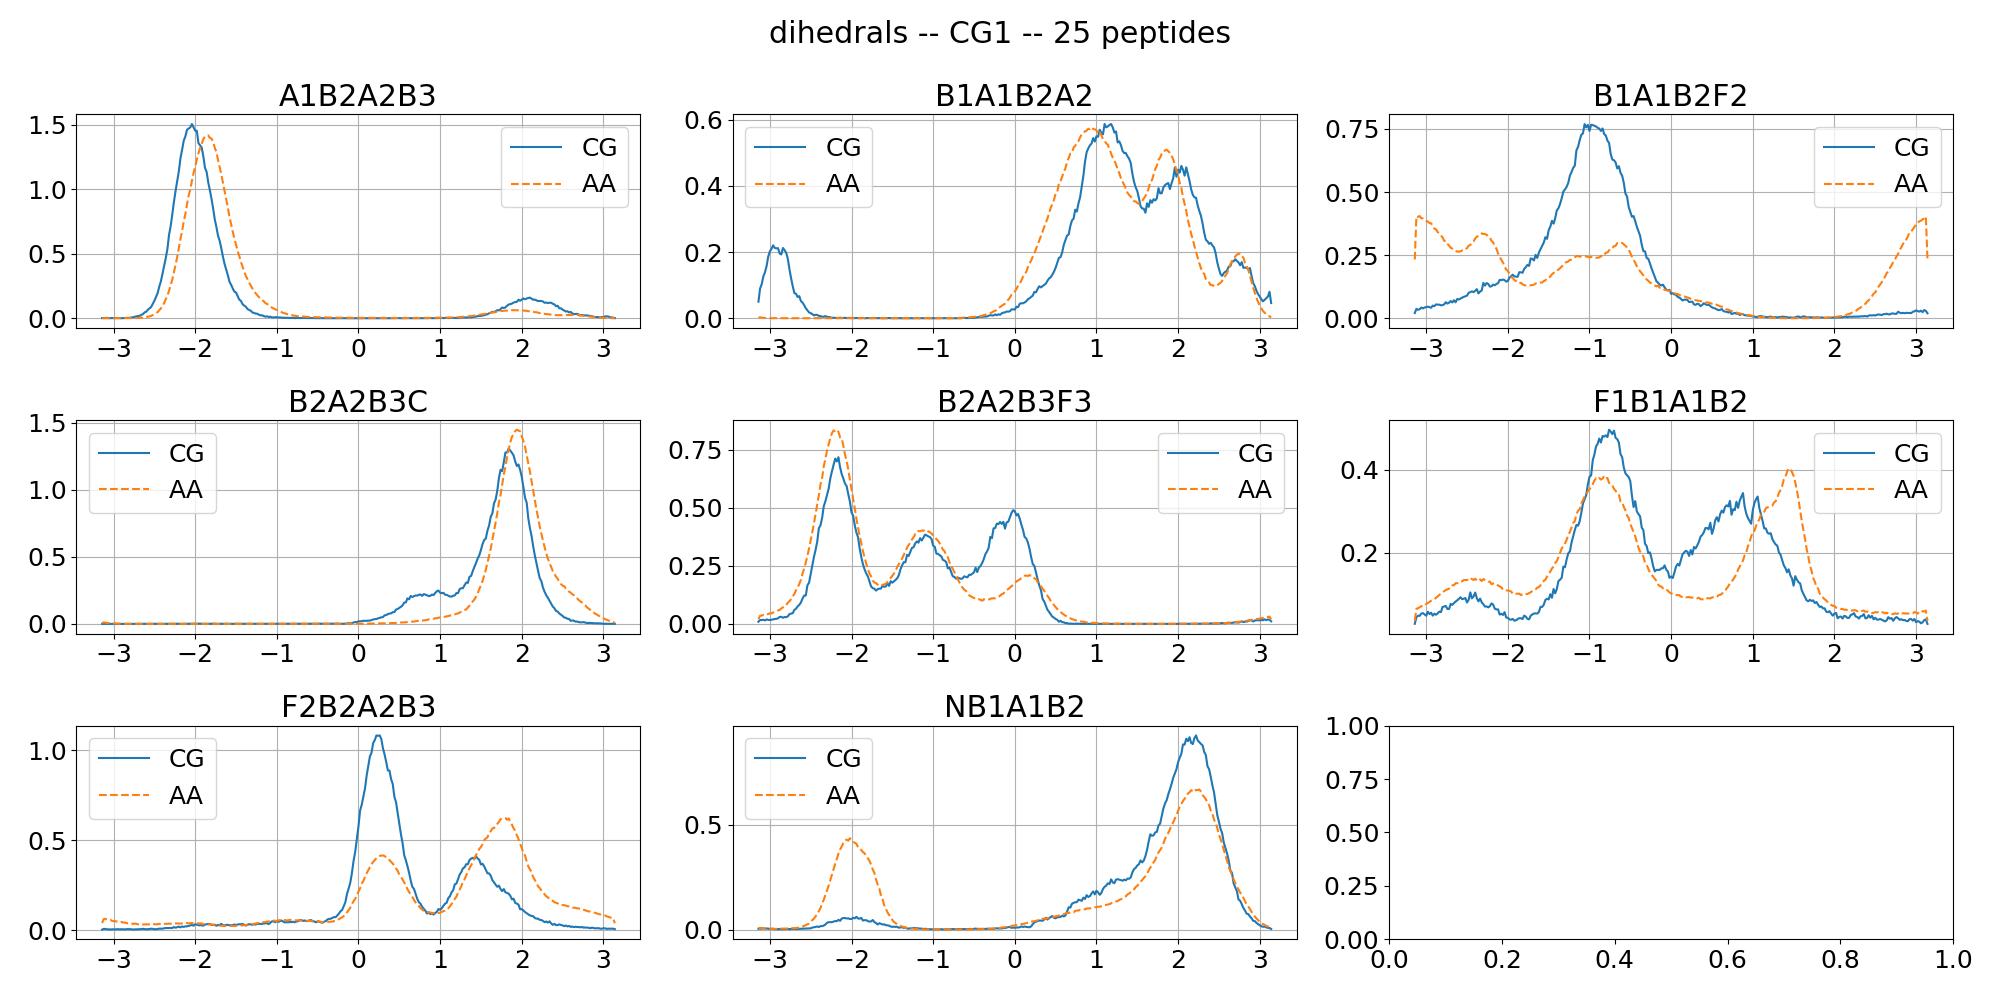 dihedrals -- CG1 -- 25 peptides
A1B2A2B3
1.5
1.0
0.5
0.0
CG
AA
−3 −2 −1 0 1 2 3
B1A1B2A2
0.6
0.4
0.2
0.0
CG
AA
−3 −2 −1 0 1 2 3
B1A1B2F2
0.75
0.50
0.25
0.00
CG
AA
−3 −2 −1 0 1 2 3
B2A2B3C
1.5
1.0
0.5
0.0
CG
AA
−3 −2 −1 0 1 2 3
B2A2B3F3
0.75
0.50
0.25
0.00
CG
AA
−3 −2 −1 0 1 2 3
F1B1A1B2
0.4
0.2
CG
AA
−3 −2 −1 0 1 2 3
F2B2A2B3
1.0
0.5
0.0
CG
AA
−3 −2 −1 0 1 2 3
NB1A1B2
0.5
0.0
CG
AA
−3 −2 −1 0 1 2 3
1.00
0.75
0.50
0.25
0.00
0.0 0.2 0.4 0.6 0.8 1.0